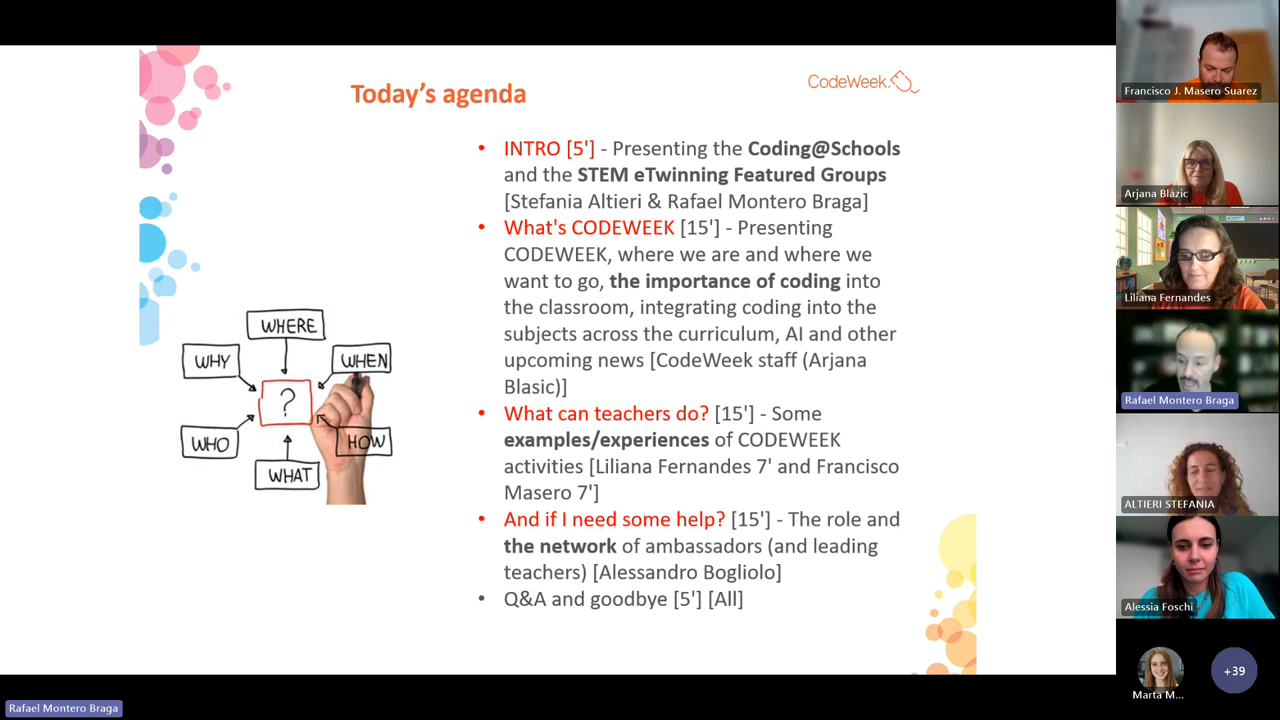 Today's agenda
CodeWeek.
• INTRO [5'] - Presenting the Coding@Schools
and the STEM eTwinning Featured Groups
[Stefania Altieri & Rafael Montero Braga]
• What's CODEWEEK [15'] - Presenting
CODEWEEK, where we are and where we
want to go, the importance of coding into
the classroom, integrating coding into the
subjects across the curriculum, AI and other
upcoming news [CodeWeek staff (Arjana
Blasic)]
• What can teachers do? [15'] - Some
examples/experiences of CODEWEEK
activities [Liliana Fernandes 7' and Francisco
Masero 7']
• And if I need some help? [15'] - The role and
the network of ambassadors (and leading
teachers) [Alessandro Bogliolo]
• Q&A and goodbye [5'] [All]
WHERE
WHY
WHEN
?
WHO
HOW
WHAT
Francisco J. Masero Suarez
Arjana Blazic
Liliana Fernandes
Rafael Montero Braga
ALTIERI STEFANIA
Alessia Foschi
Marta M...
+39
Rafael Montero Braga